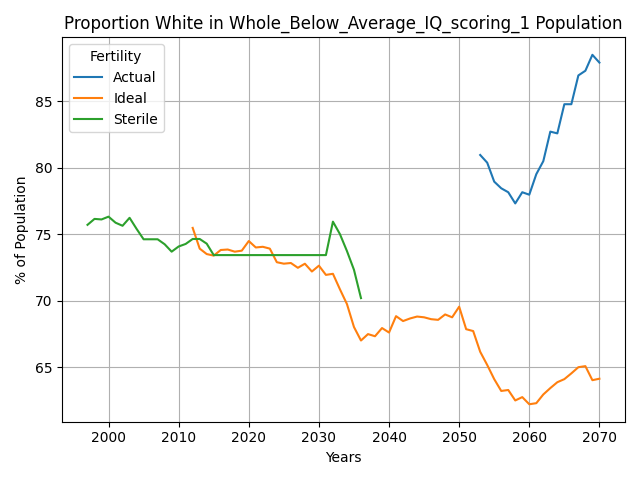 Proportion White in Whole_Below_Average_IQ_scoring_1 Population
Fertility
Actual
Ideal
Sterile
% of Population
85
80
75
70
65
2000 2010 2020 2030 2040 2050 2060 2070
Years